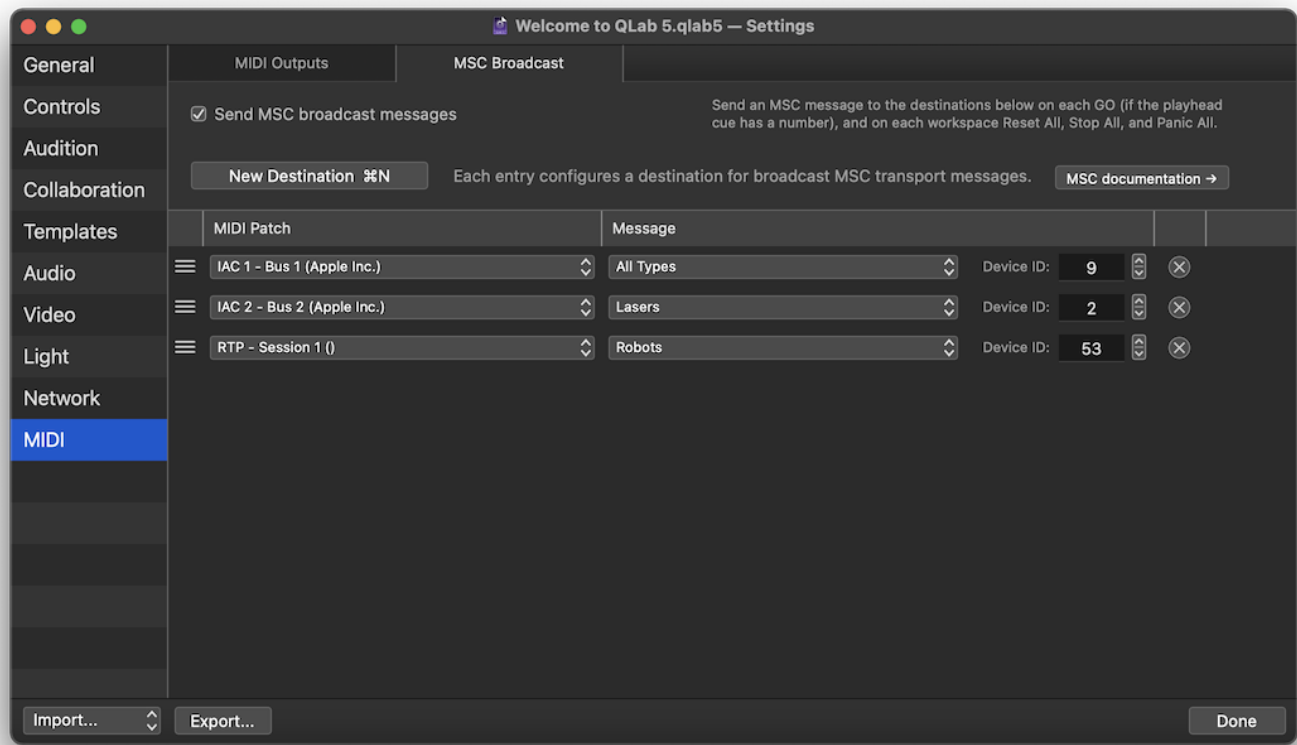 Welcome to QLab 5.qlab5 — Settings
General
Controls
Audition
Collaboration
Templates
Audio
Video
Light
Network
MIDI
MIDI Outputs
MSC Broadcast
Send MSC broadcast messages
Send an MSC message to the destinations below on each GO (if the playhead
cue has a number), and on each workspace Reset All, Stop All, and Panic All.
New Destination ⌘N
Each entry configures a destination for broadcast MSC transport messages.
MSC documentation →
MIDI Patch
Message
IAC 1 - Bus 1 (Apple Inc.)
All Types
Device ID:
9
IAC 2 - Bus 2 (Apple Inc.)
Lasers
Device ID:
2
RTP - Session 1 ()
Robots
Device ID:
53
Import...
Export...
Done